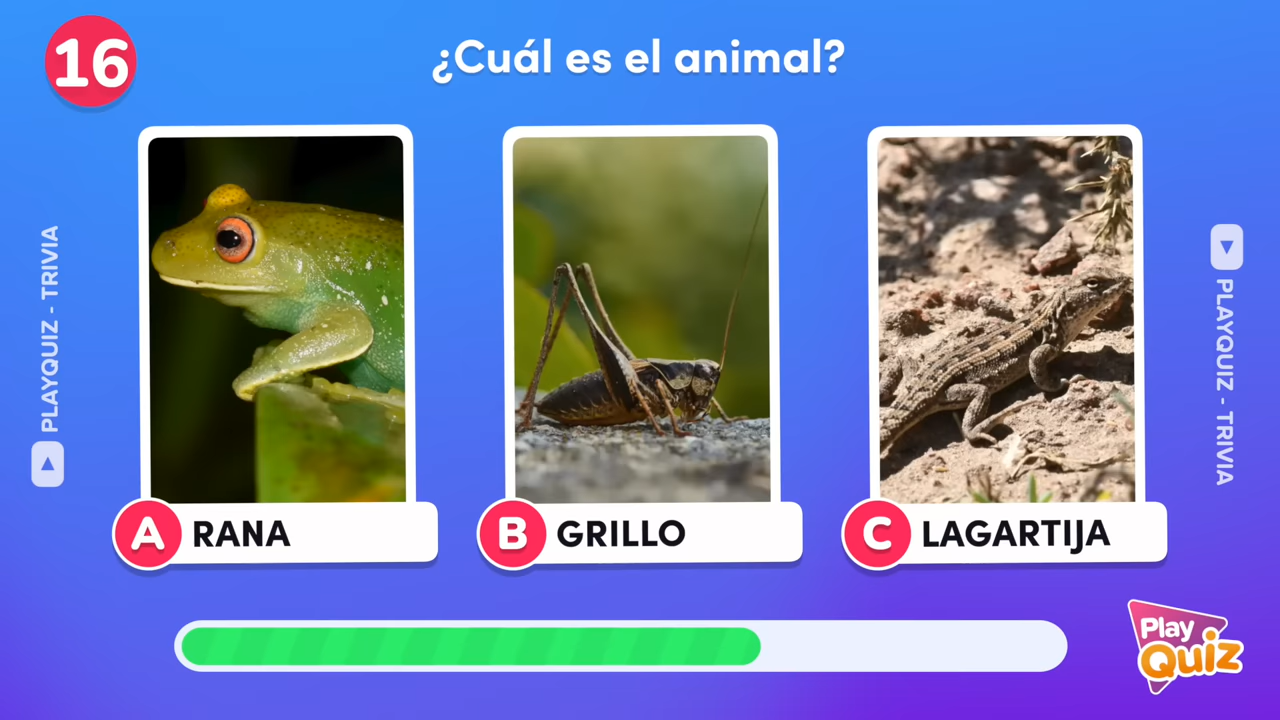 16
¿Cuál es el animal?
PLAYQUIZ - TRIVIA
PLAYQUIZ - TRIVIA
A RANA
B GRILLO
C LAGARTIJA
Play
Quiz